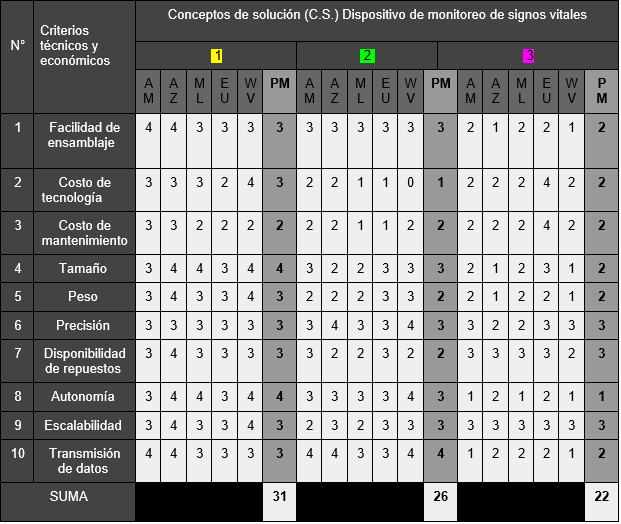 Conceptos de solución (C.S.) Dispositivo de monitoreo de signos vitales
N° Criterios técnicos y económicos
1 2 3
AM AZ ML EU WV PM AM AZ ML EU WV PM AM AZ ML EU WV PM
1 Facilidad de ensamblaje 4 4 3 3 3 3 3 3 3 3 3 3 2 1 2 2 1 2
2 Costo de tecnología 3 3 3 2 4 3 2 2 1 1 0 1 2 2 2 4 2 2
3 Costo de mantenimiento 3 3 2 2 2 2 2 2 1 1 2 2 2 2 2 4 2 2
4 Tamaño 3 4 4 3 4 4 3 2 2 3 3 3 2 1 2 3 1 2
5 Peso 3 4 3 3 4 3 2 2 2 3 3 2 2 1 2 2 1 2
6 Precisión 3 3 3 3 3 3 3 4 3 3 4 3 3 2 2 3 3 3
7 Disponibilidad de repuestos 3 4 3 3 3 3 3 2 2 3 2 2 3 3 3 3 2 3
8 Autonomía 3 4 4 3 4 4 3 3 3 3 4 3 1 2 1 2 1 1
9 Escalabilidad 3 4 3 3 4 3 2 3 2 3 3 3 3 3 3 3 3 3
10 Transmisión de datos 4 4 3 3 3 3 4 4 3 3 4 4 1 2 2 2 1 2
SUMA 31 26 22